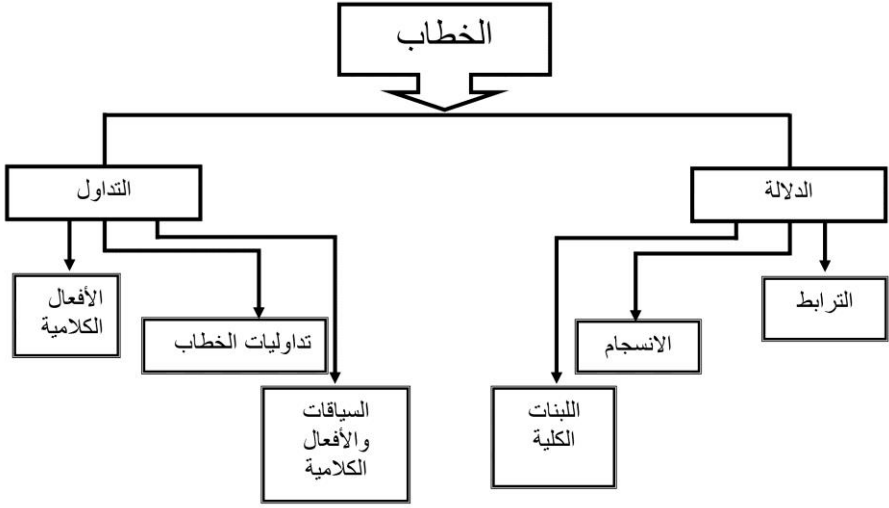 الخطاب
الدلالة
التداول
الترابط
الانسجام
اللبنات
الكلية
الأفعال
الكلامية
تداوليات الخطاب
السياقات
والأفعال
الكلامية